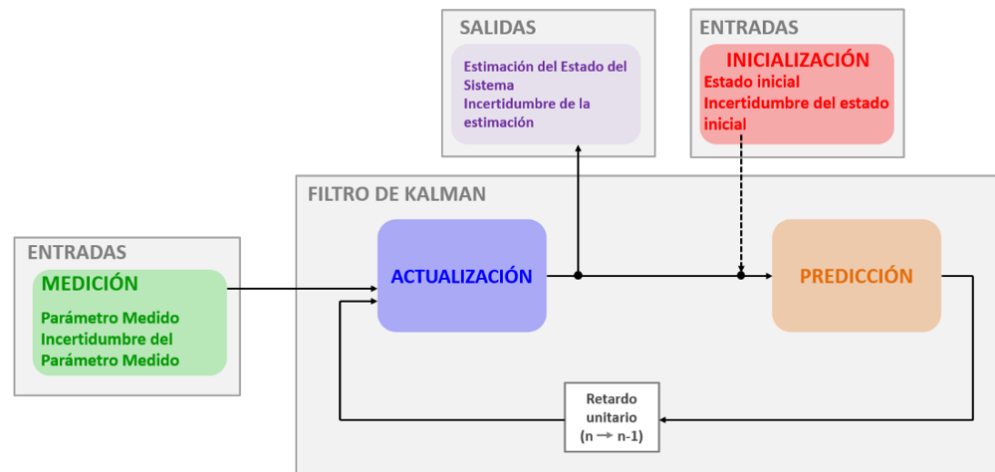 SALIDAS
Estimación del Estado del
Sistema
Incertidumbre de la
estimación
ENTRADAS
INICIALIZACIÓN
Estado inicial
Incertidumbre del estado
inicial
FILTRO DE KALMAN
ENTRADAS
MEDICIÓN
Parámetro Medido
Incertidumbre del
Parámetro Medido
ACTUALIZACIÓN
PREDICCIÓN
Retardo
unitario
(n → n-1)